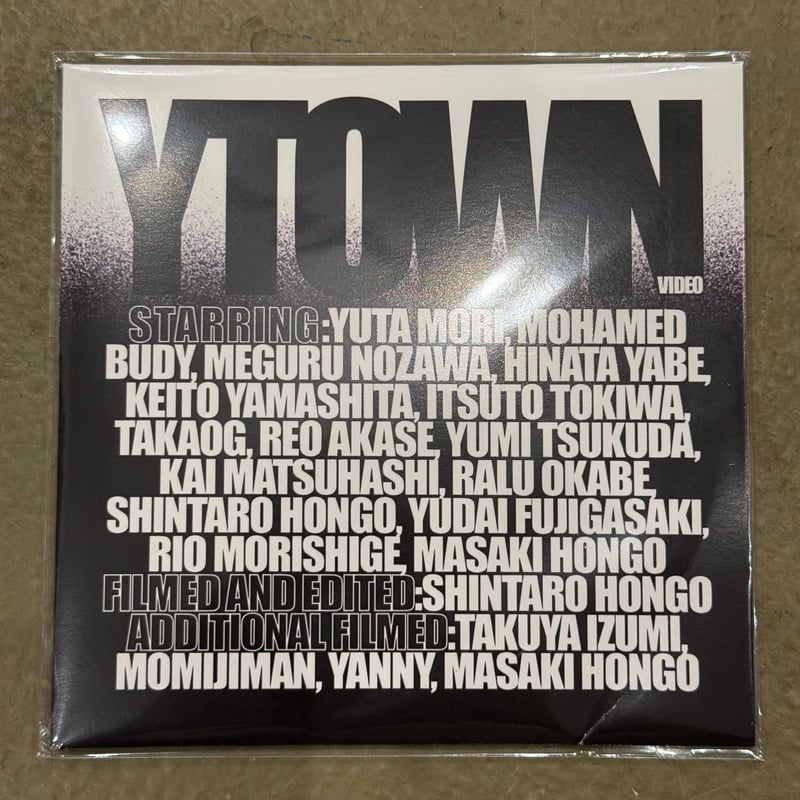 YTOWN
VIDEO
STARRING:YUTA MORI, MOHAMED
BUDY, MEGURU NOZAWA, HINATA YABE,
KEITO YAMASHITA, ITSUTO TOKIWA,
TAKAOG, REO AKASE, YUMI TSUKUDA,
KAI MATSUHASHI, RALU OKABE,
SHINTARO HONGO, YUDAI FUJIGASAKI,
RIO MORISHIGE, MASAKI HONGO
FILMED AND EDITED:SHINTARO HONGO
ADDITIONAL FILMED:TAKUYA IZUMI,
MOMIJIMAN, YANNY, MASAKI HONGO